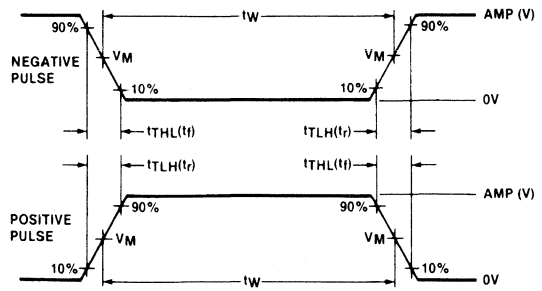 90% tW 90% AMP (V)
NEGATIVE PULSE VM VM
10% 10% 0V
tTHL(tf) tTLH(tr)
tTLH(tr) tTHL(tf)
AMP (V)
POSITIVE PULSE 90% 90%
VM VM
10% tW 10% 0V